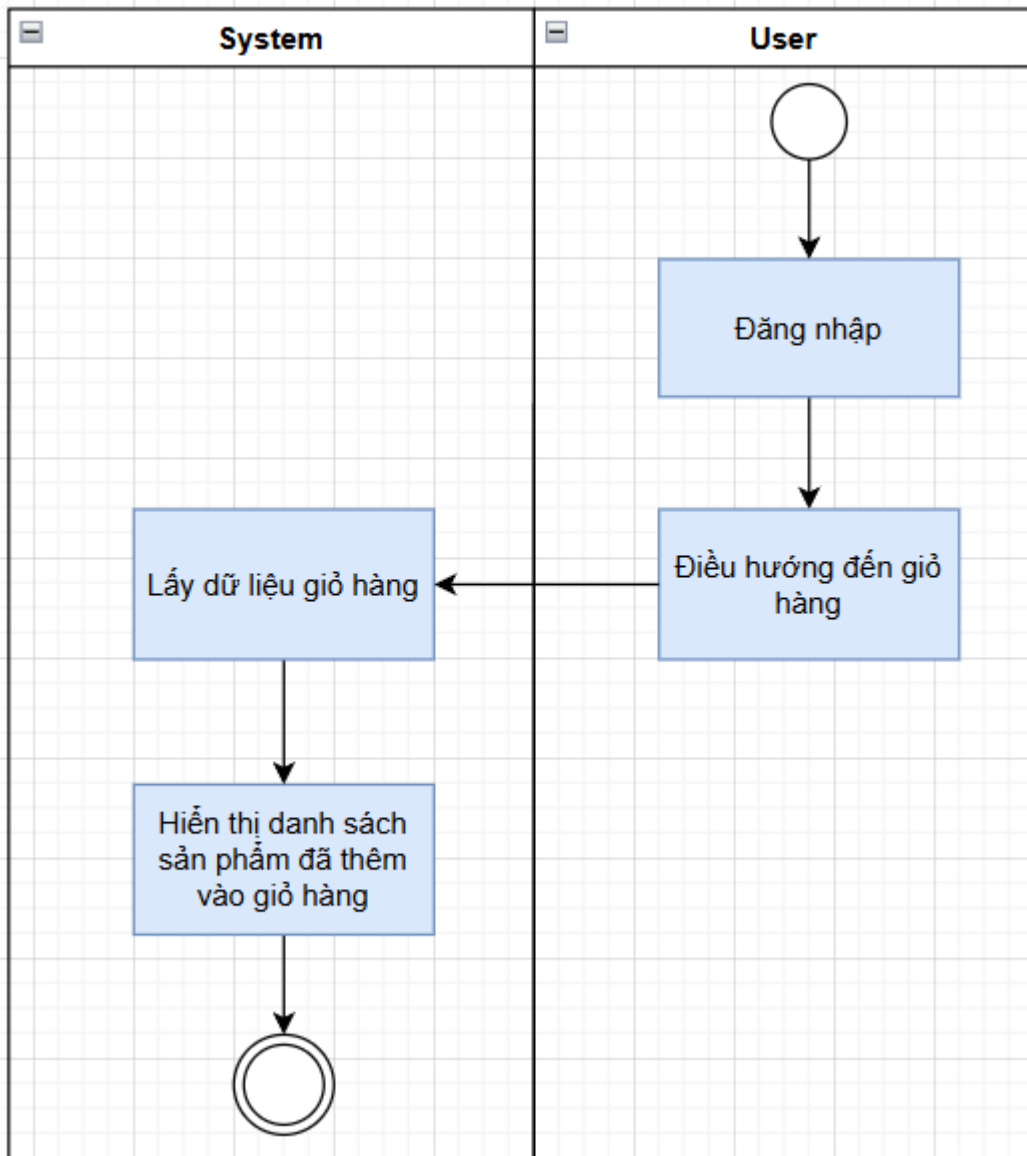 System
User
Đăng nhập
Điều hướng đến giỏ
hàng
Lấy dữ liệu giỏ hàng
Hiển thị danh sách
sản phẩm đã thêm
vào giỏ hàng